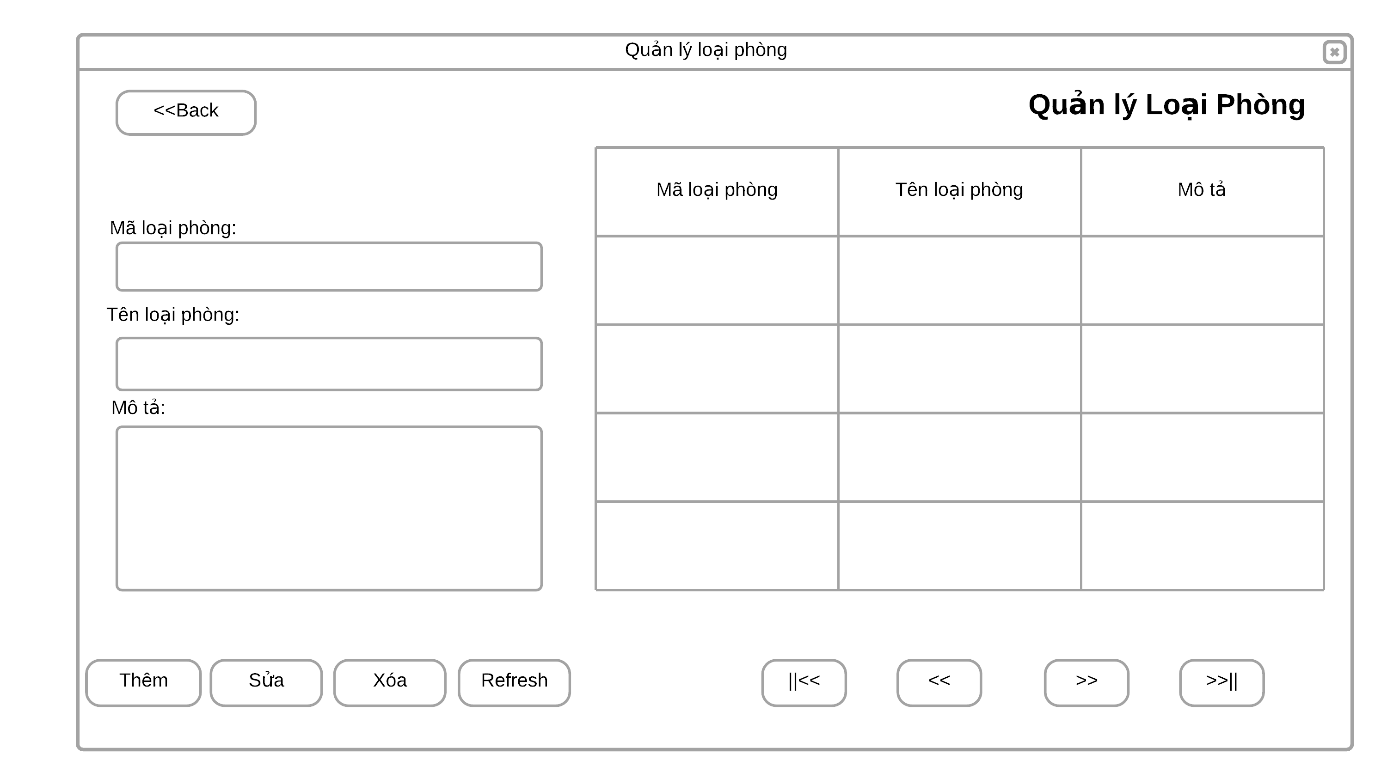 Quản lý loại phòng
<<Back
Quản lý Loại Phòng
Mã loại phòng:
Tên loại phòng:
Mô tả:
Mã loại phòng Tên loại phòng Mô tả
Thêm Sửa Xóa Refresh ||<< << >> >>||